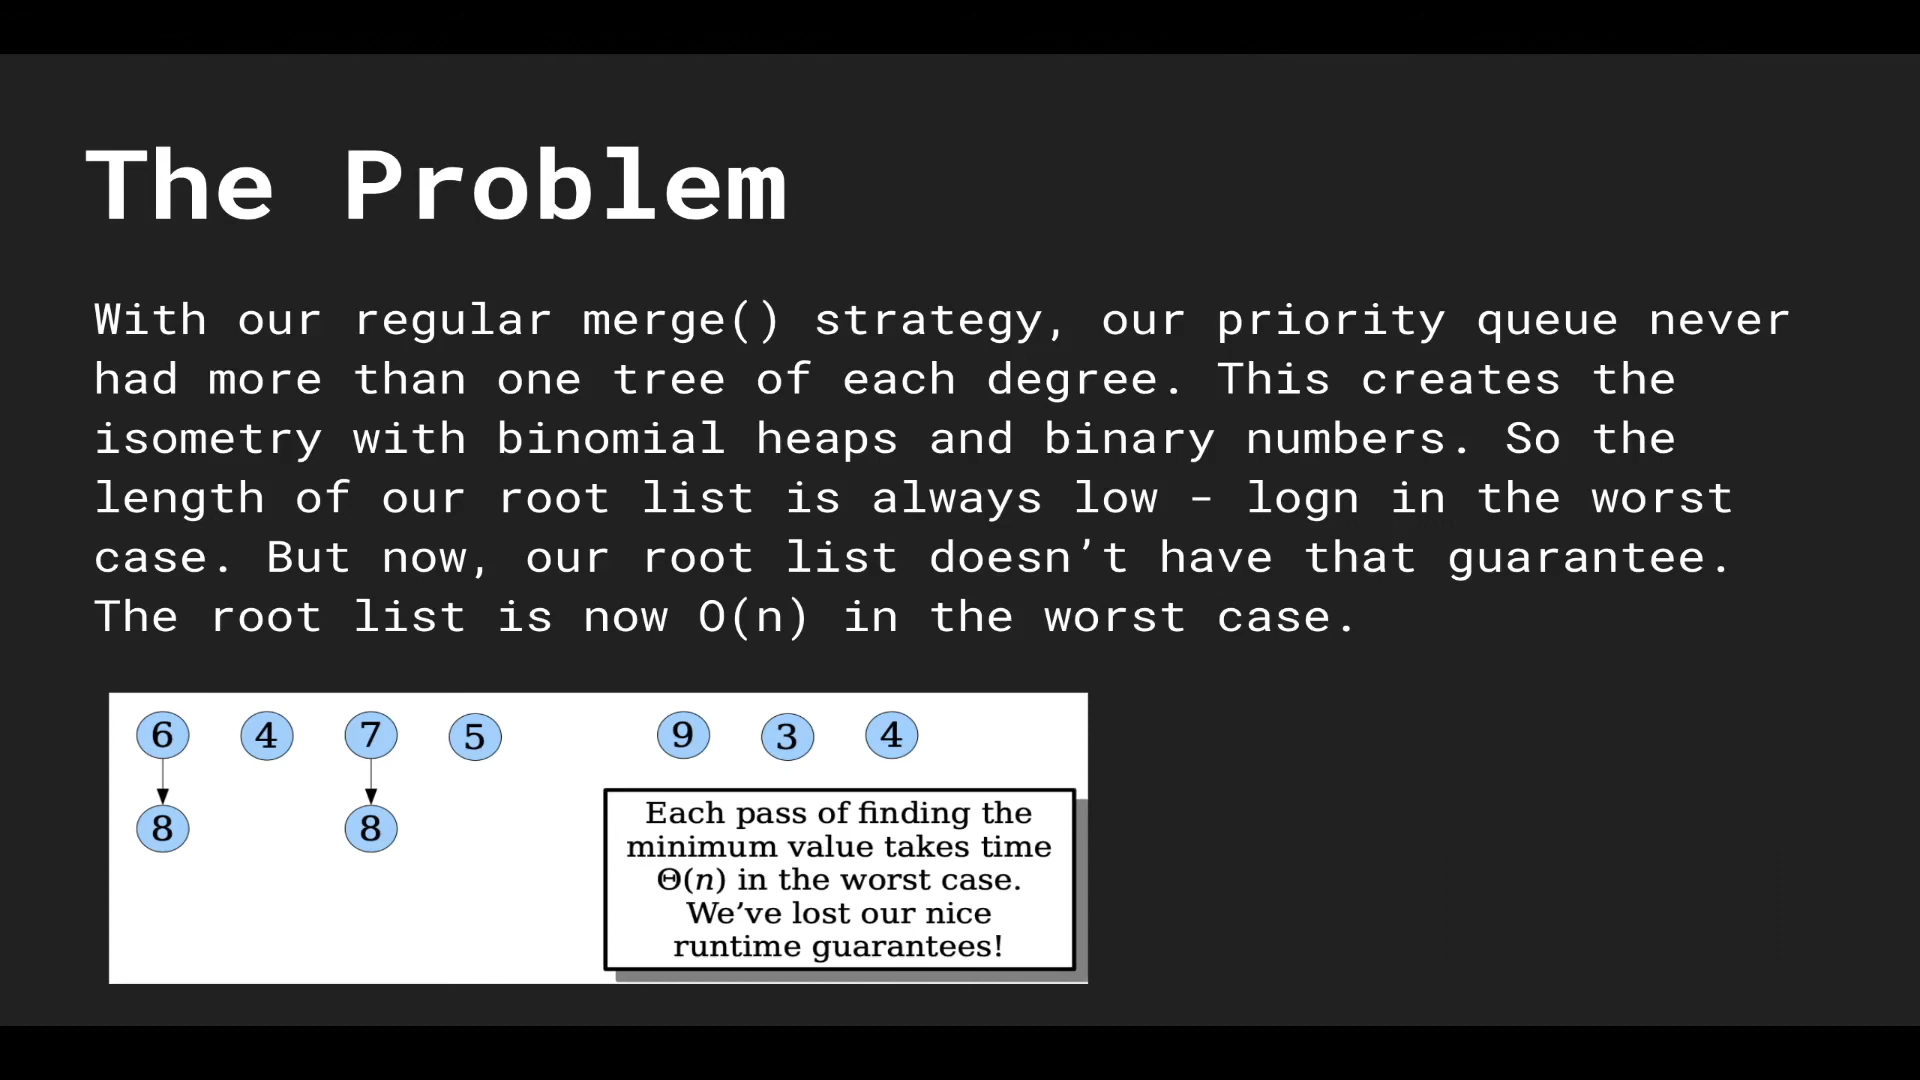 The Problem
With our regular merge() strategy, our priority queue never
had more than one tree of each degree. This creates the
isometry with binomial heaps and binary numbers. So the
length of our root list is always low - logn in the worst
case. But now, our root list doesn’t have that guarantee.
The root list is now O(n) in the worst case.
6 4 7 5 9 3 4
8 8
Each pass of finding the
minimum value takes time
Θ(n) in the worst case.
We’ve lost our nice
runtime guarantees!